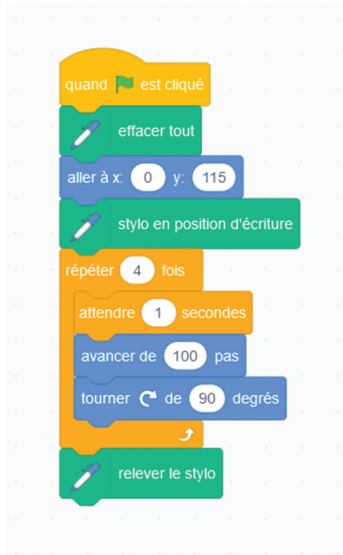 quand est cliqué
effacer tout
aller à x: 0 y: 115
stylo en position d'écriture
répéter 4 fois
attendre 1 secondes
avancer de 100 pas
tourner de 90 degrés
relever le stylo